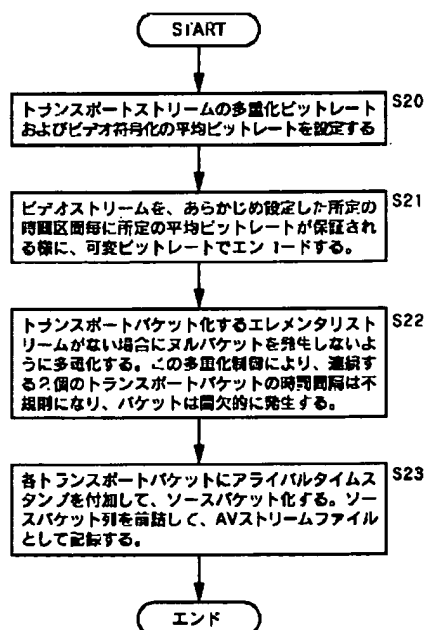 START
S20
トランスポートストリームの多重化ビットレート
およびビデオ符号化の平均ビットレートを設定する
S21
ビデオストリームを、あらかじめ設定した所定の
時間区間毎に所定の平均ビットレートが保証され
る様に、可変ビットレートでエンコードする。
S22
トランスポートパケット化するエレメンタリスト
リームがない場合にヌルパケットを発生しないよ
うに多重化する。この多重化制御により、連続す
る2個のトランスポートパケットの時間間隔は不
規則になり、パケットは間欠的に発生する。
S23
各トランスポートパケットにアライバルタイムス
タンプを付加して、ソースパケット化する。ソー
スパケット列を前詰して、AVストリームファイル
として記録する。
エンド